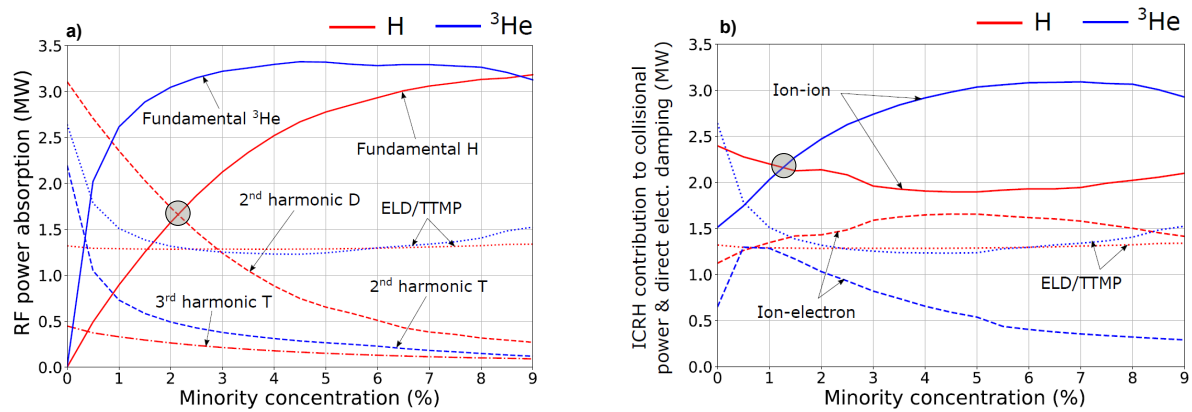 a)
H
³He
RF power absorption (MW)
3.5
3.0
2.5
2.0
1.5
1.0
0.5
0.0
Fundamental ³He
Fundamental H
2ⁿᵈ harmonic D
ELD/TTMP
3ʳᵈ harmonic T
2ⁿᵈ harmonic T
0 1 2 3 4 5 6 7 8 9
Minority concentration (%)
b)
H
³He
ICRH contribution to collisional
power & direct elect. damping (MW)
3.5
3.0
2.5
2.0
1.5
1.0
0.5
0.0
Ion-ion
ELD/TTMP
Ion-electron
0 1 2 3 4 5 6 7 8 9
Minority concentration (%)